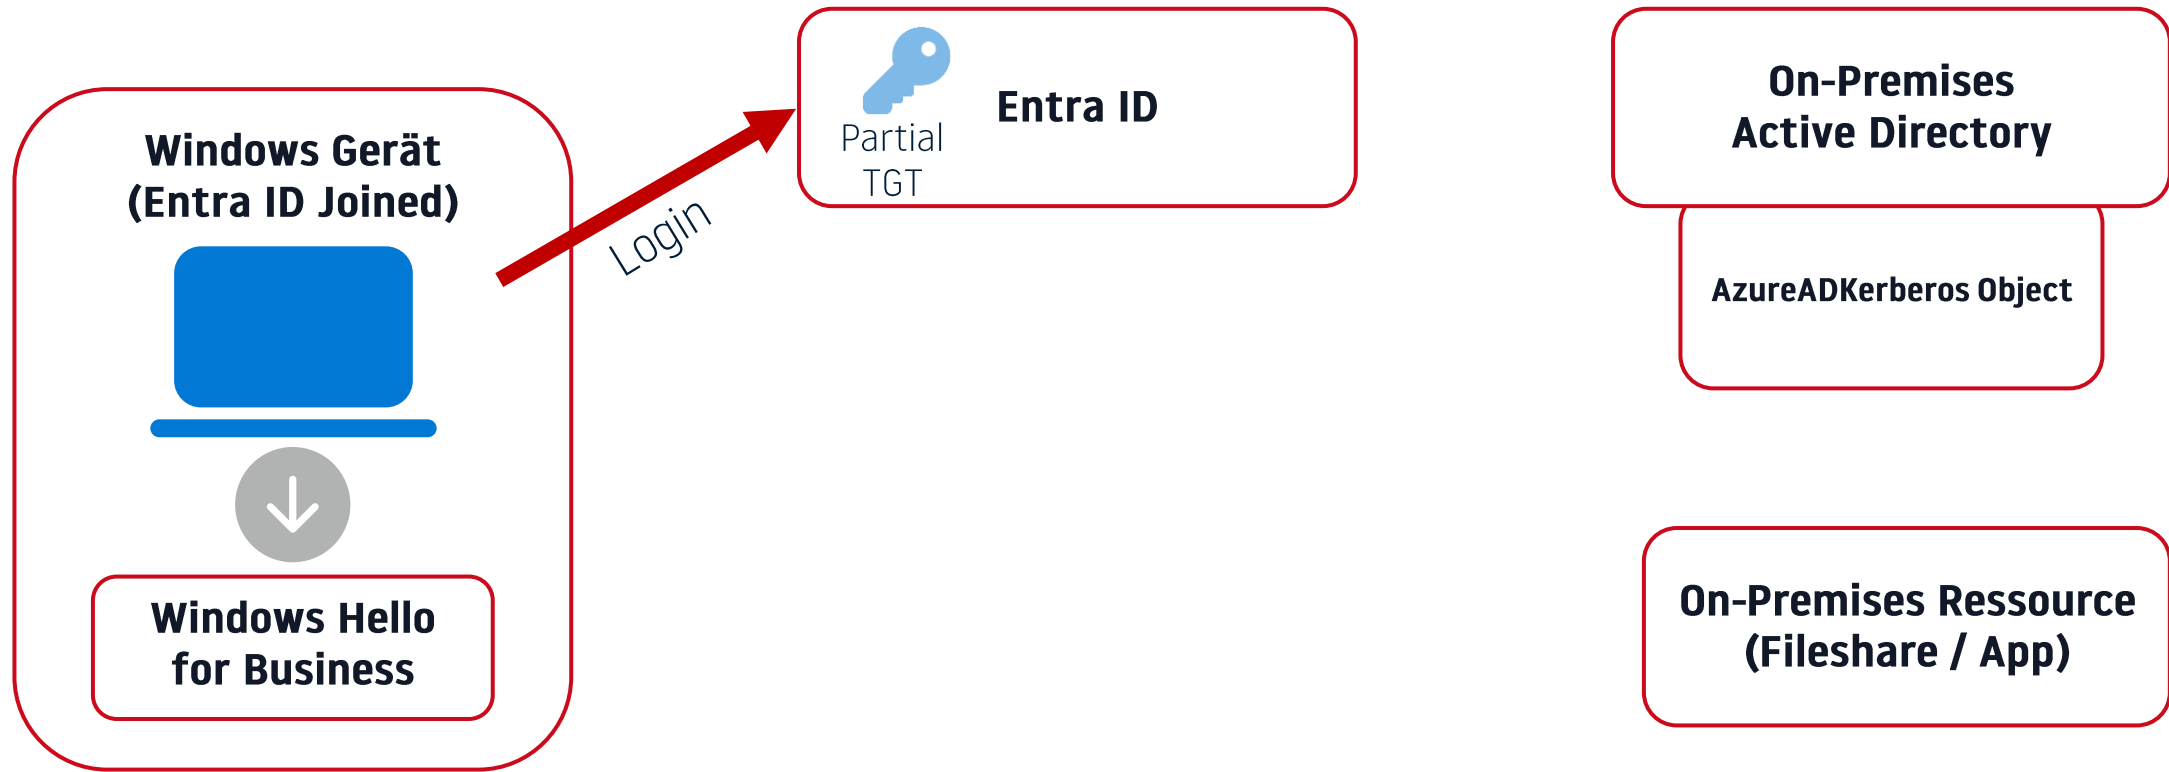 Windows Gerät
(Entra ID Joined)
Windows Hello
for Business
Login
Partial
TGT
Entra ID
On-Premises
Active Directory
AzureADKerberos Object
On-Premises Ressource
(Fileshare / App)